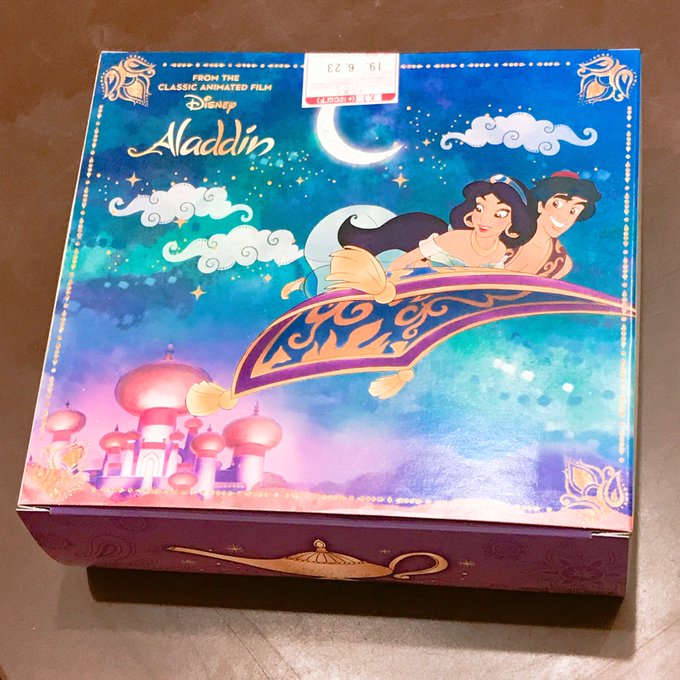 19. 6. 23
FROM THE
CLASSIC ANIMATED FILM
Disney
Aladdin